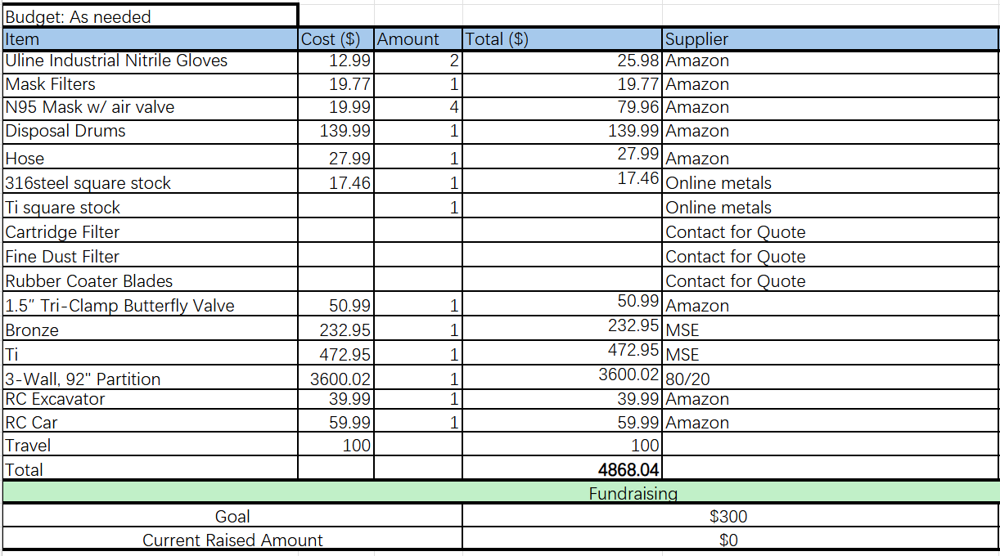 Budget: As needed
Item Cost ($) Amount Total ($) Supplier
Uline Industrial Nitrile Gloves 12.99 2 25.98 Amazon
Mask Filters 19.77 1 19.77 Amazon
N95 Mask w/ air valve 19.99 4 79.96 Amazon
Disposal Drums 139.99 1 139.99 Amazon
Hose 27.99 1 27.99 Amazon
316steel square stock 17.46 1 17.46 Online metals
Ti square stock 1 Online metals
Cartridge Filter Contact for Quote
Fine Dust Filter Contact for Quote
Rubber Coater Blades Contact for Quote
1.5" Tri-Clamp Butterfly Valve 50.99 1 50.99 Amazon
Bronze 232.95 1 232.95 MSE
Ti 472.95 1 472.95 MSE
3-Wall, 92" Partition 3600.02 1 3600.02 80/20
RC Excavator 39.99 1 39.99 Amazon
RC Car 59.99 1 59.99 Amazon
Travel 100 100
Total 4868.04
Fundraising
Goal $300
Current Raised Amount $0